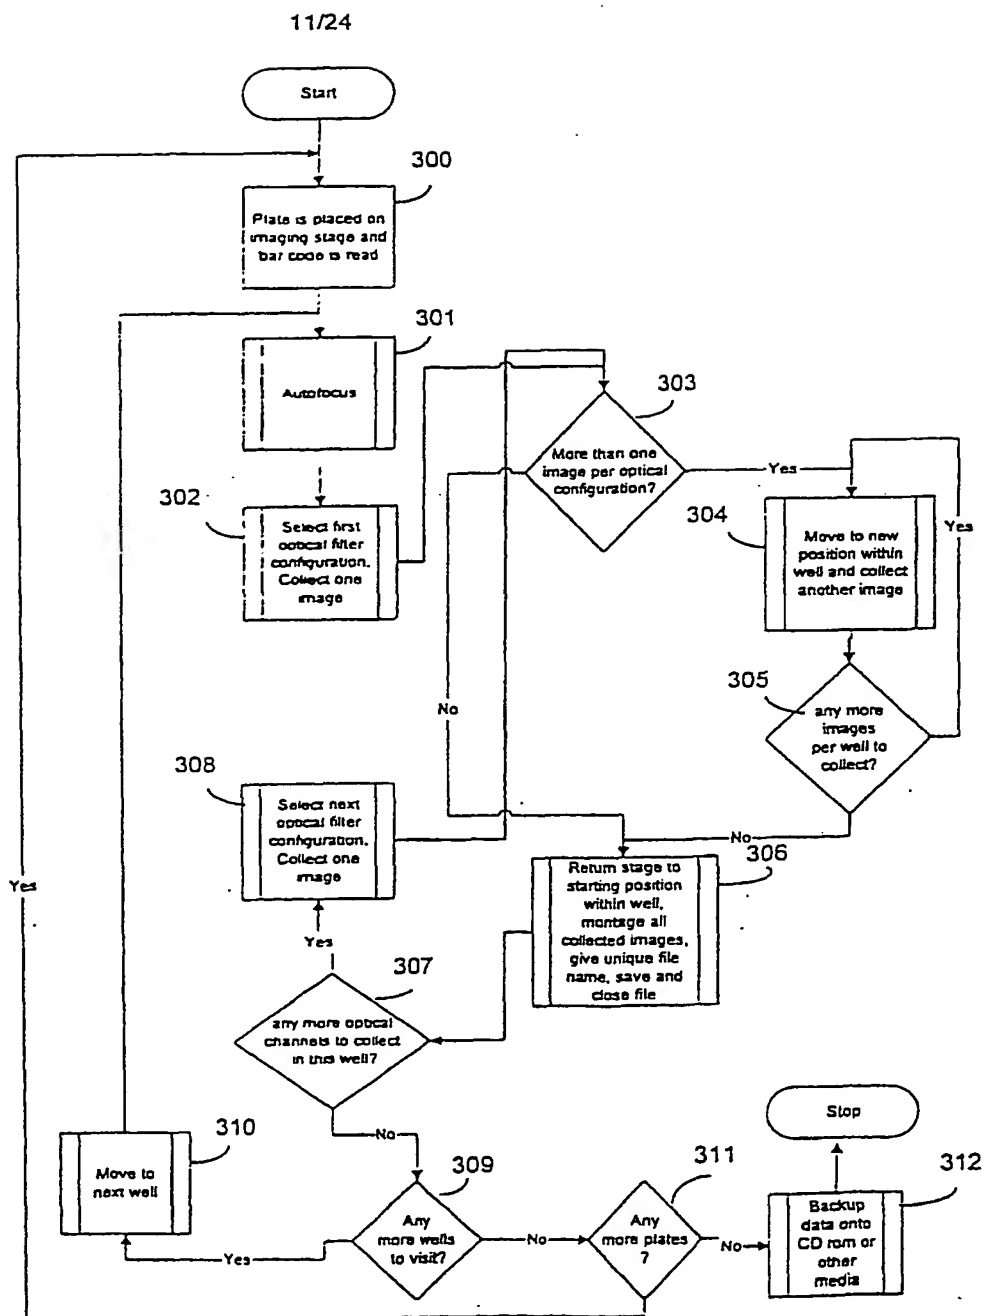 11/24
Start
300
Plate is placed on
imaging stage and
bar code is read
301
Autofocus
302
Select first
optical filter
configuration.
Collect one
image
303
More than one
image per optical
configuration?
Yes
304
Move to new
position within
well and collect
another image
Yes
305
any more
images
per well to
collect?
No
No
306
Return stage to
starting position
within well,
montage all
collected images,
give unique file
name, save and
close file
308
Select next
optical filter
configuration.
Collect one
image
Yes
Yes
307
any more optical
channels to collect
in this well?
No
310
Move to
next well
309
Any
more wells
to visit?
Yes
No
311
Any
more plates
?
No
312
Backup
data onto
CD rom or
other
media
Stop